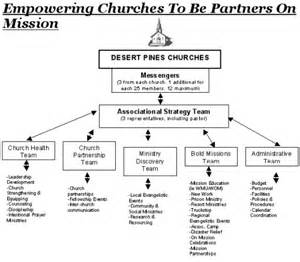 Empowering Churches To Be Partners On
Mission
DESERT PINES CHURCHES
Messengers
(3 from each church, 1 additional for
each 25 members, 12 maximum)
Associational Strategy Team
(3 representatives, including pastor)
Church Health
Team
Church
Partnership
Team
Ministry
Discovery
Team
Bold Missions
Team
Administrative
Team
-Leadership
Development
-Church
Strengthening &
Equipping
-Counseling
-Discipleship
-Intentional Prayer
Ministries
-Church
partnerships
-Fellowship Events
-Inter church
communication
-Local Evangelistic
Events
-Community &
Social Ministries
-Research &
Resourcing
-Mission Education
(ie WMU/WOM)
-New Work
-Prison Ministry
-Resort Ministries
-Trucking
-Regional
Evangelistic Events
-Assoc. Camp
-Disaster Relief
-On Mission
Celebrations
-Mission
Partnerships
-Budget
-Personnel
-Facilities
-Policies &
Procedures
-Calendar
Coordination